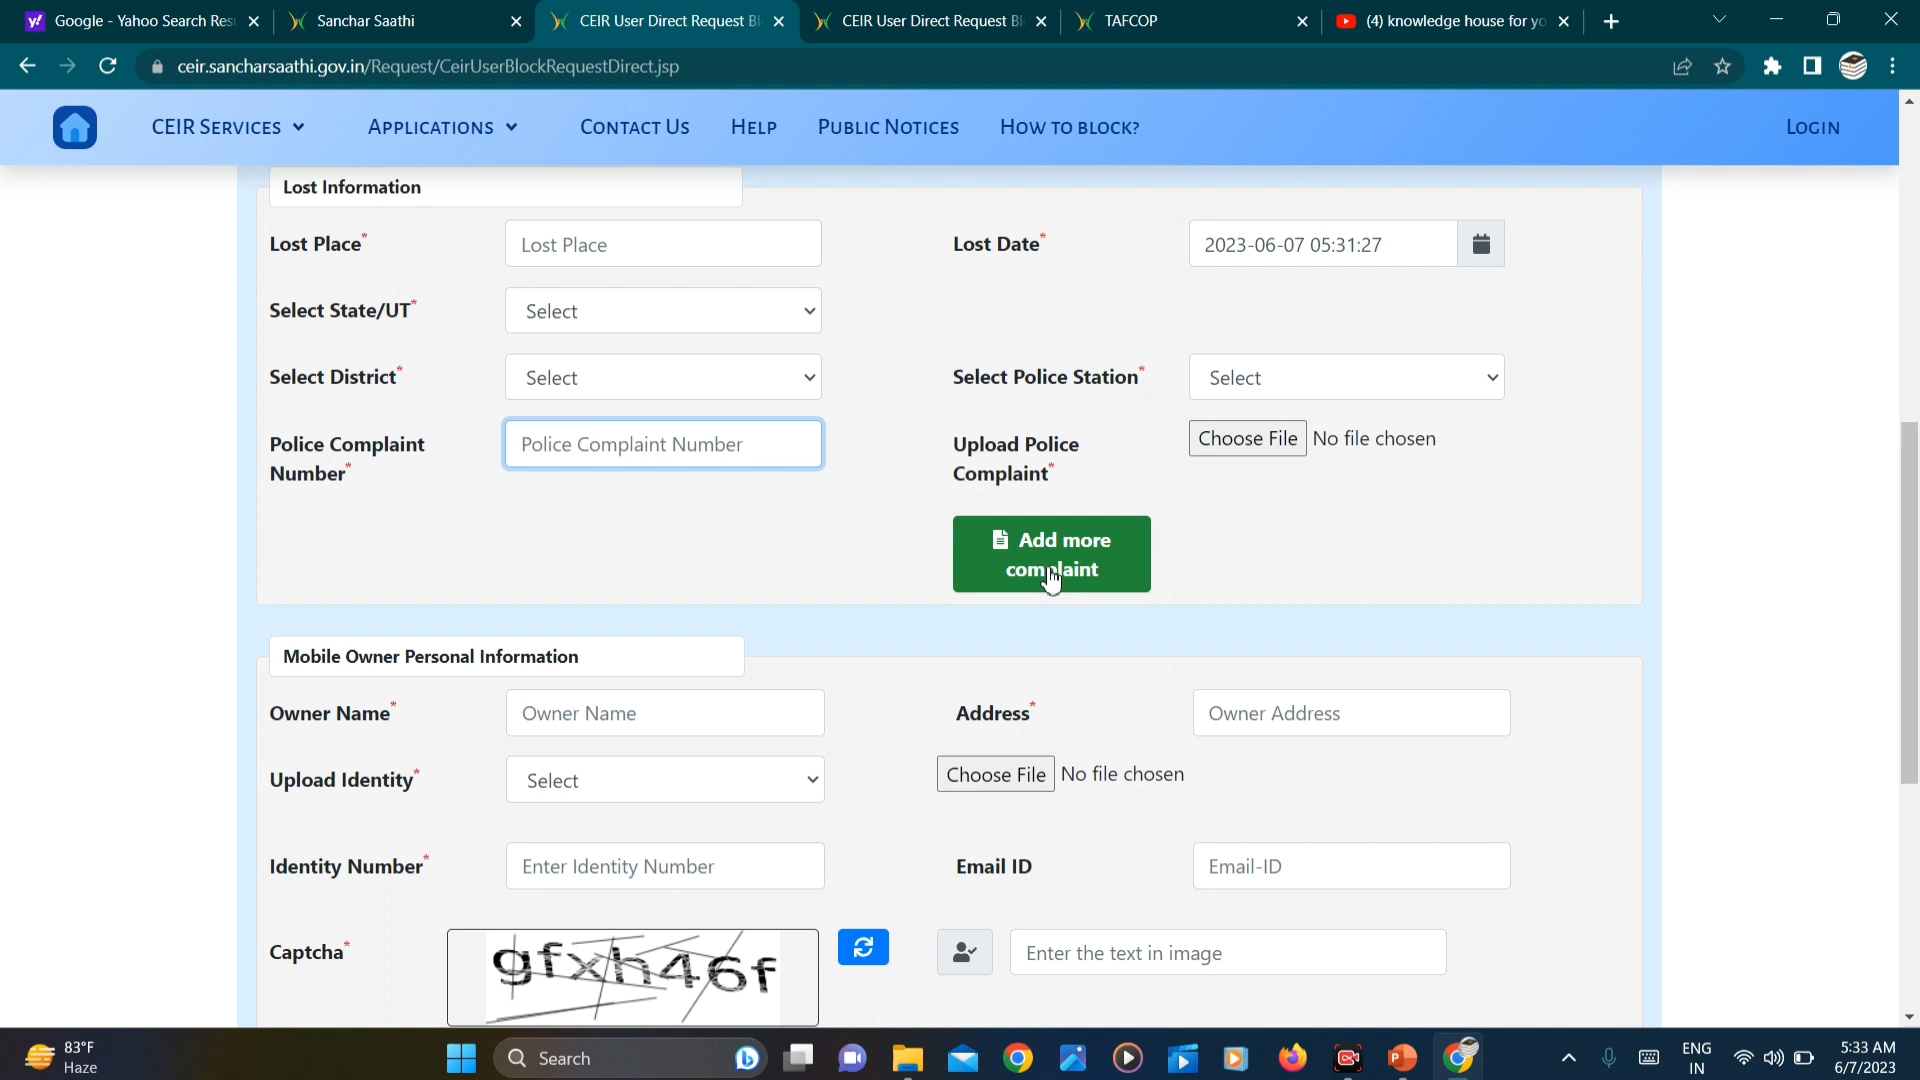 Google - Yahoo Search Res
Sanchar Saathi
CEIR User Direct Request Bl
CEIR User Direct Request Bl
TAFCOP
(4) knowledge house for yo
ceir.sancharsaathi.gov.in/Request/CeirUserBlockRequestDirect.jsp
CEIR SERVICES
APPLICATIONS
CONTACT US
HELP
PUBLIC NOTICES
HOW TO BLOCK?
LOGIN
Lost Information
Lost Place*
Lost Place
Lost Date*
2023-06-07 05:31:27
Select State/UT*
Select
Select District*
Select
Select Police Station*
Select
Police Complaint
Number*
Police Complaint Number
Upload Police
Complaint*
Choose File No file chosen
Add more
complaint
Mobile Owner Personal Information
Owner Name*
Owner Name
Address*
Owner Address
Upload Identity*
Select
Choose File No file chosen
Identity Number*
Enter Identity Number
Email ID
Email-ID
Captcha*
gfxh46f
Enter the text in image
83°F
Haze
Search
ENG
IN
5:33 AM
6/7/2023